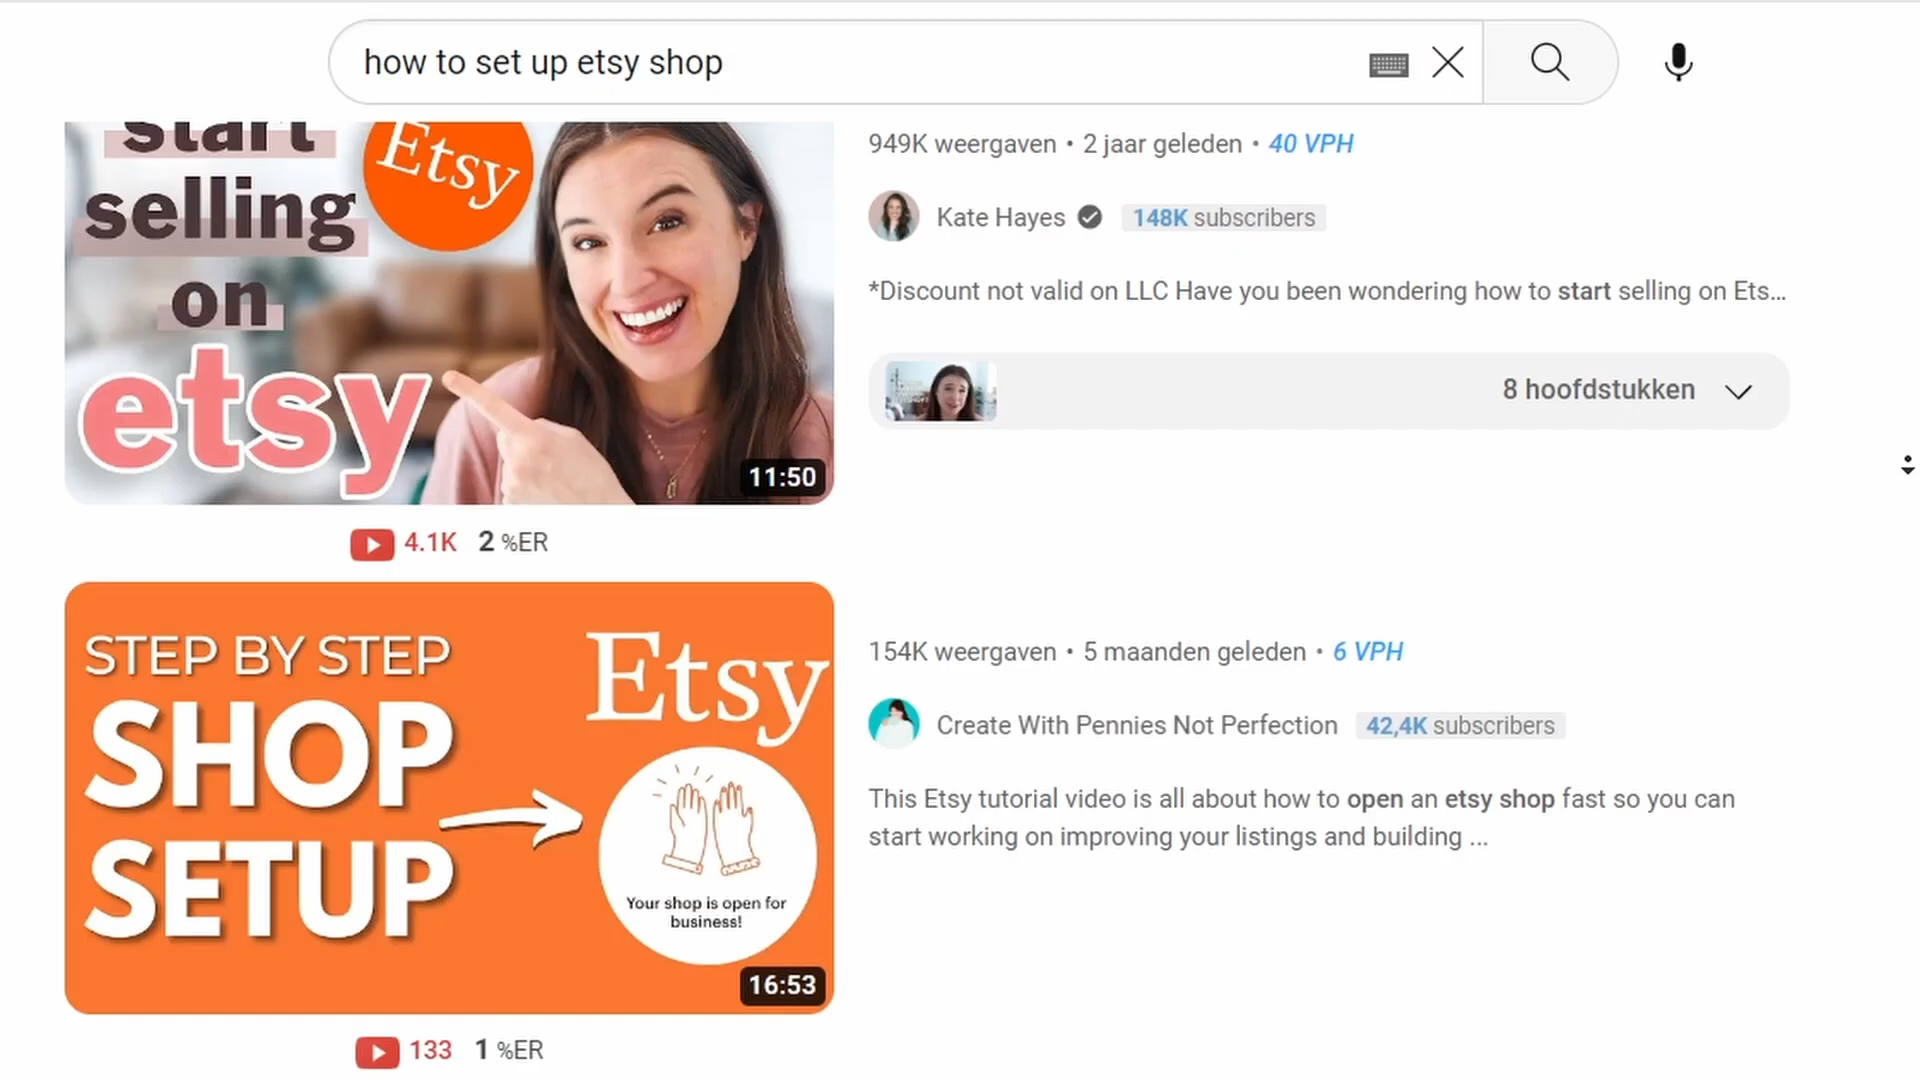 how to set up etsy shop
start
selling
on
etsy
Etsy
11:50
4.1K 2 %ER
949K weergaven • 2 jaar geleden • 40 VPH
Kate Hayes 148K subscribers
*Discount not valid on LLC Have you been wondering how to start selling on Ets...
8 hoofdstukken
STEP BY STEP
SHOP
SETUP
Etsy
Your shop is open for
business!
16:53
133 1 %ER
154K weergaven • 5 maanden geleden • 6 VPH
Create With Pennies Not Perfection 42,4K subscribers
This Etsy tutorial video is all about how to open an etsy shop fast so you can
start working on improving your listings and building ...